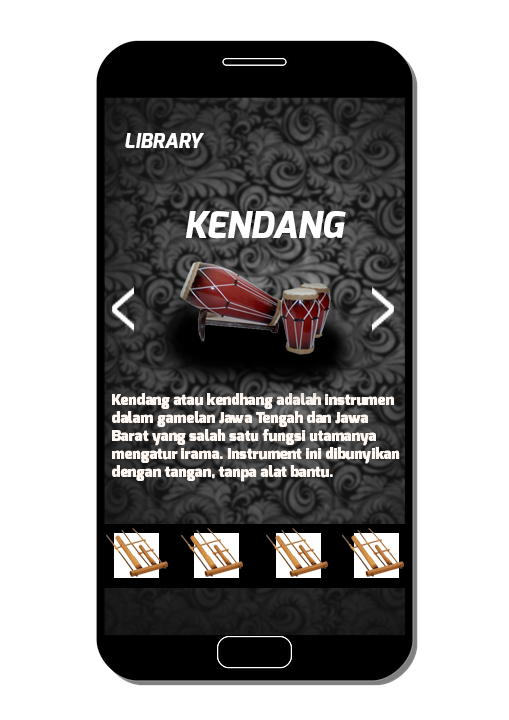 LIBRARY
KENDANG
Kendang atau kendhang adalah instrumen
dalam gamelan Jawa Tengah dan Jawa
Barat yang salah satu fungsi utamanya
mengatur irama. Instrument ini dibunyikan
dengan tangan, tanpa alat bantu.